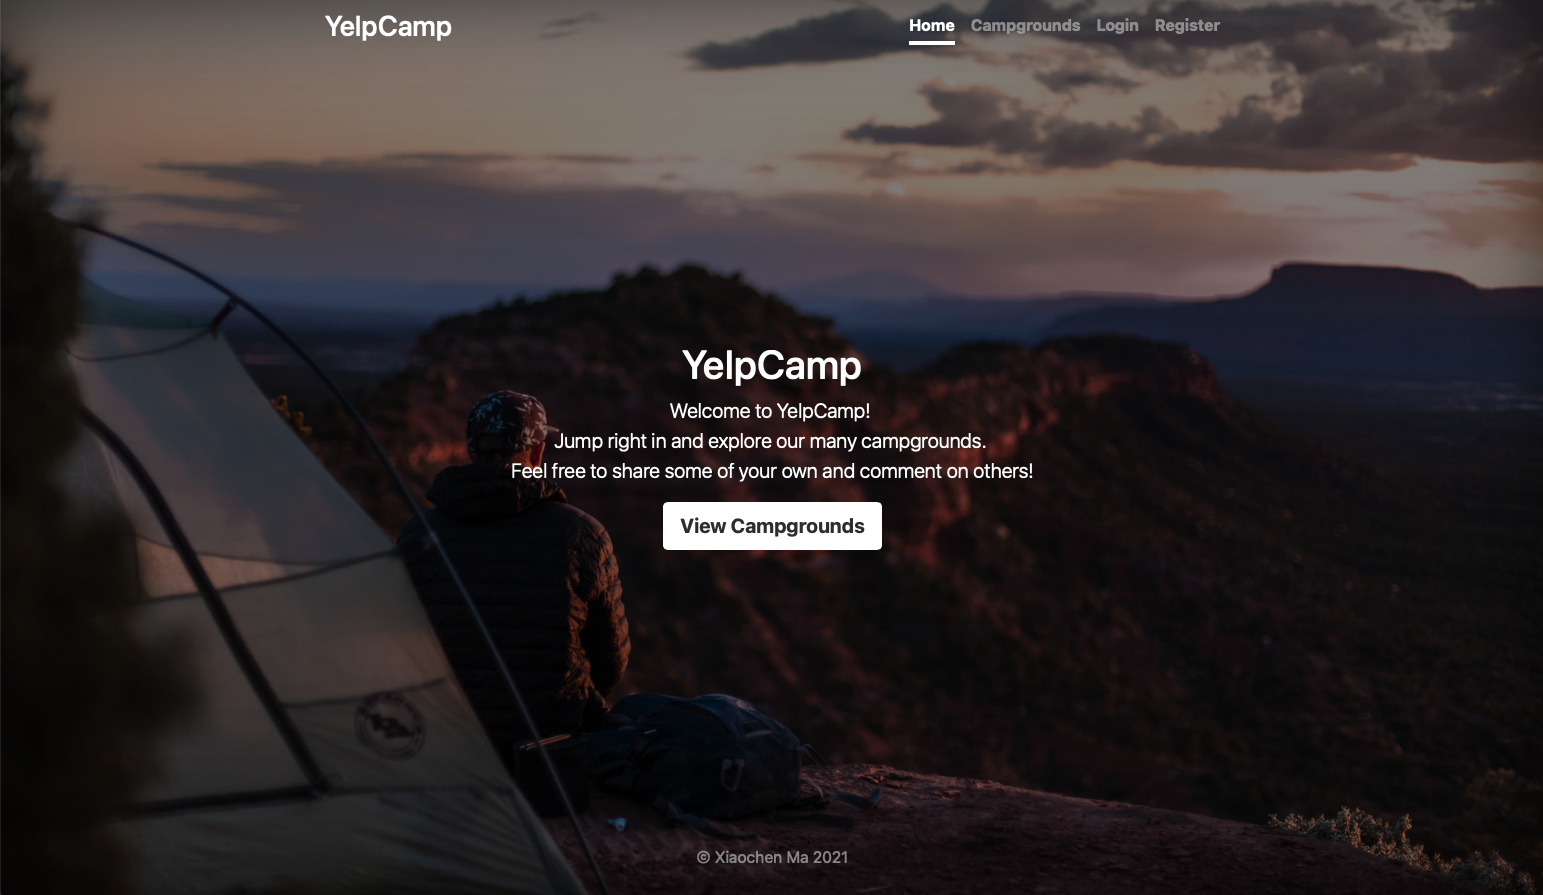 YelpCamp
Home Campgrounds Login Register
YelpCamp
Welcome to YelpCamp!
Jump right in and explore our many campgrounds.
Feel free to share some of your own and comment on others!
View Campgrounds
© Xiaochen Ma 2021